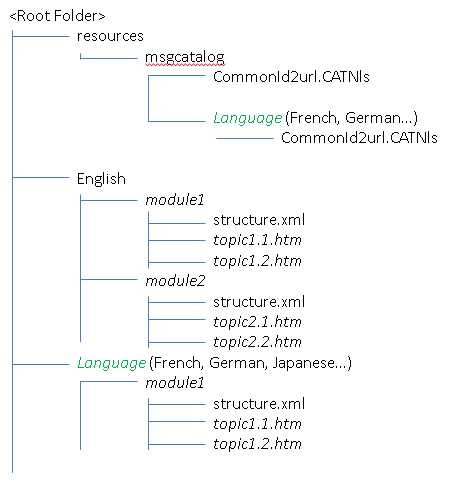 <Root Folder>
resources
msgcatalog
CommonId2url.CATNls
Language (French, German...)
CommonId2url.CATNls
English
module1
structure.xml
topic1.1.htm
topic1.2.htm
module2
structure.xml
topic2.1.htm
topic2.2.htm
Language (French, German, Japanese...)
module1
structure.xml
topic1.1.htm
topic1.2.htm